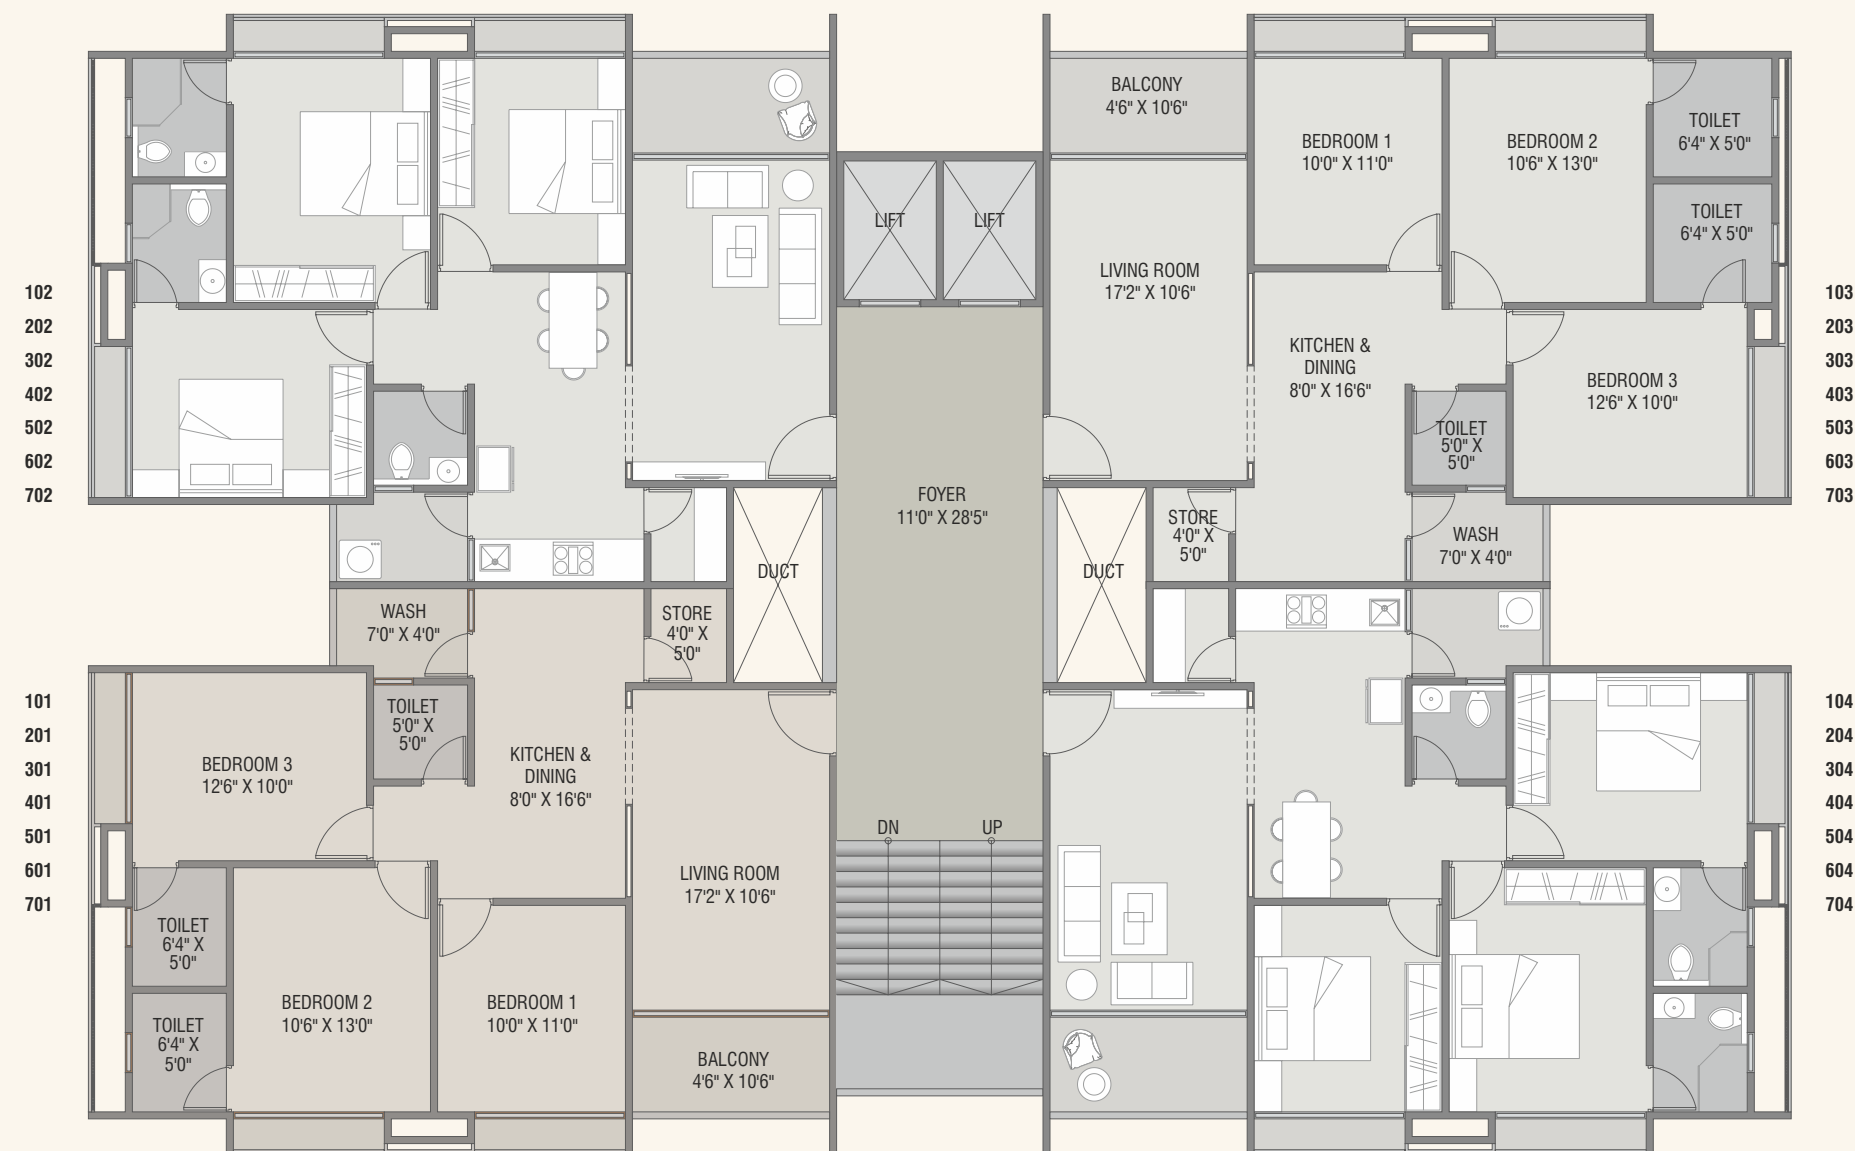 BALCONY
4'6" X 10'6"
BEDROOM 1
10'0" X 11'0"
BEDROOM 2
10'6" X 13'0"
TOILET
6'4" X 5'0"
TOILET
6'4" X 5'0"
LIFT
LIFT
LIVING ROOM
17'2" X 10'6"
KITCHEN &
DINING
8'0" X 16'6"
BEDROOM 3
12'6" X 10'0"
TOILET
5'0" X
5'0"
102
202
302
402
502
602
702
103
203
303
403
503
603
703
FOYER
11'0" X 28'5"
STORE
4'0" X
5'0"
WASH
7'0" X 4'0"
DUCT
DUCT
WASH
7'0" X 4'0"
STORE
4'0" X
5'0"
101
201
301
401
501
601
701
104
204
304
404
504
604
704
TOILET
5'0" X
5'0"
BEDROOM 3
12'6" X 10'0"
KITCHEN &
DINING
8'0" X 16'6"
DN
UP
LIVING ROOM
17'2" X 10'6"
TOILET
6'4" X
5'0"
BEDROOM 2
10'6" X 13'0"
BEDROOM 1
10'0" X 11'0"
TOILET
6'4" X
5'0"
BALCONY
4'6" X 10'6"